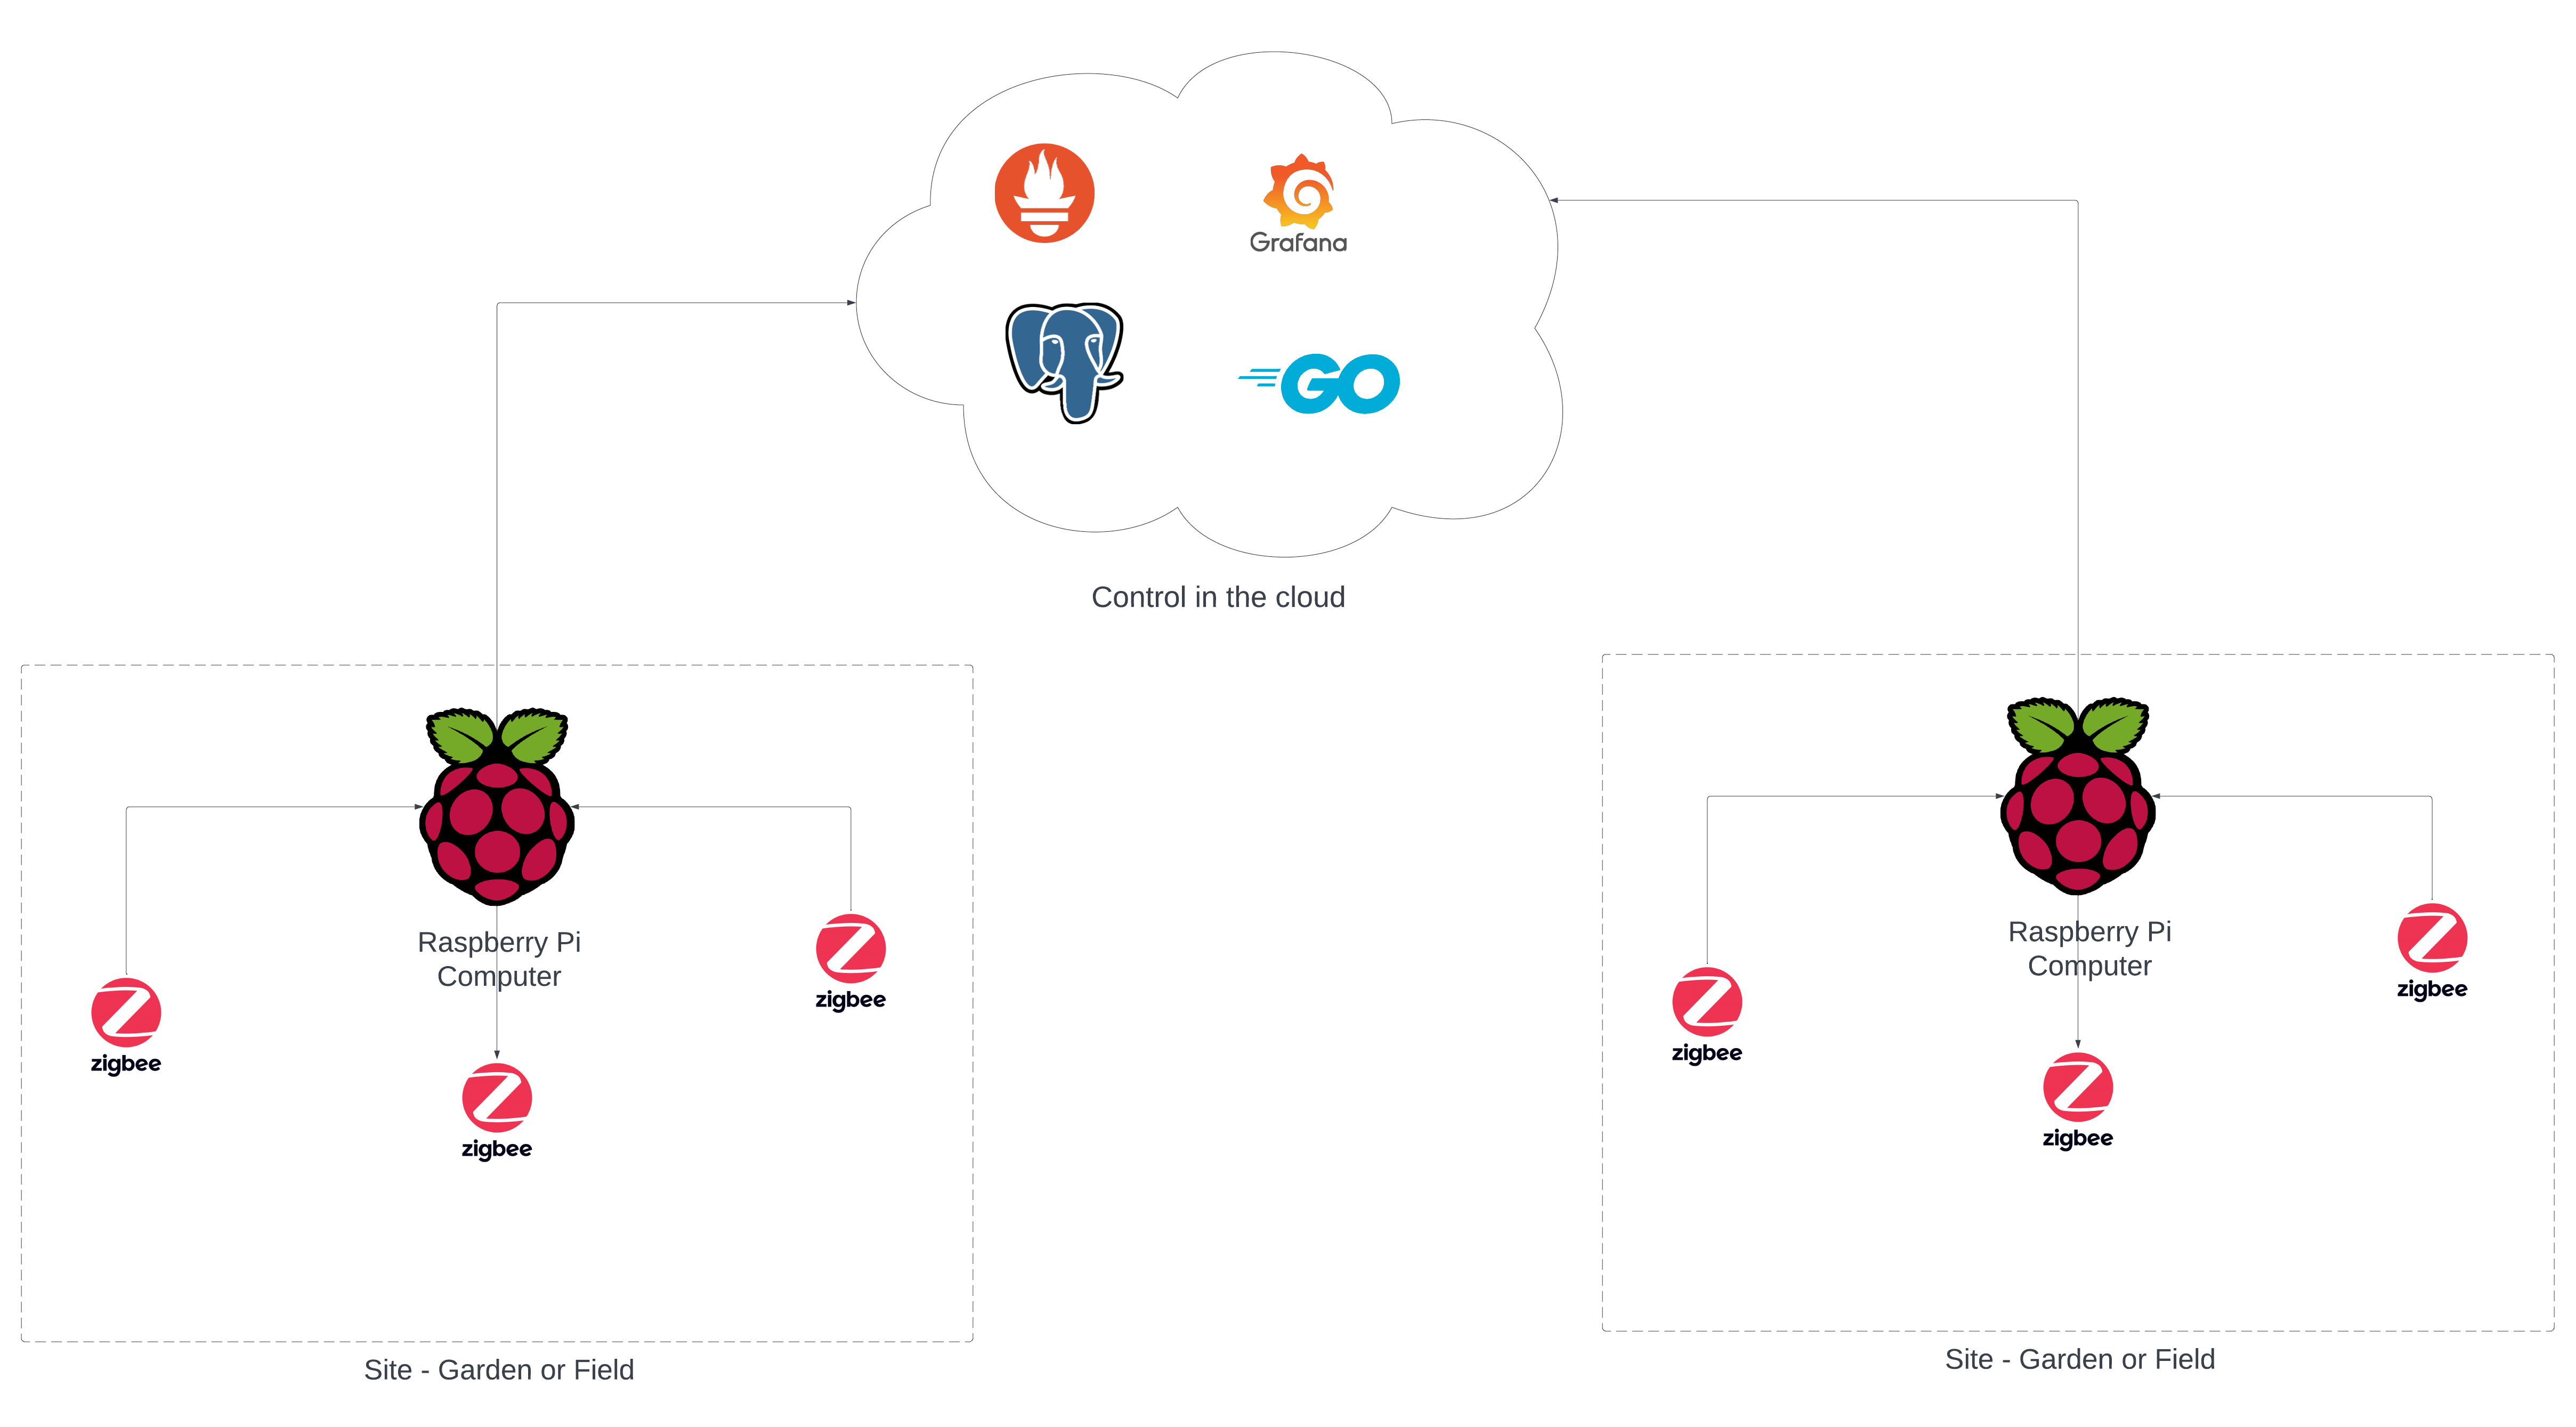 Grafana
GO
Control in the cloud
Raspberry Pi
Computer
zigbee
zigbee
zigbee
Site - Garden or Field
Raspberry Pi
Computer
zigbee
zigbee
zigbee
Site - Garden or Field